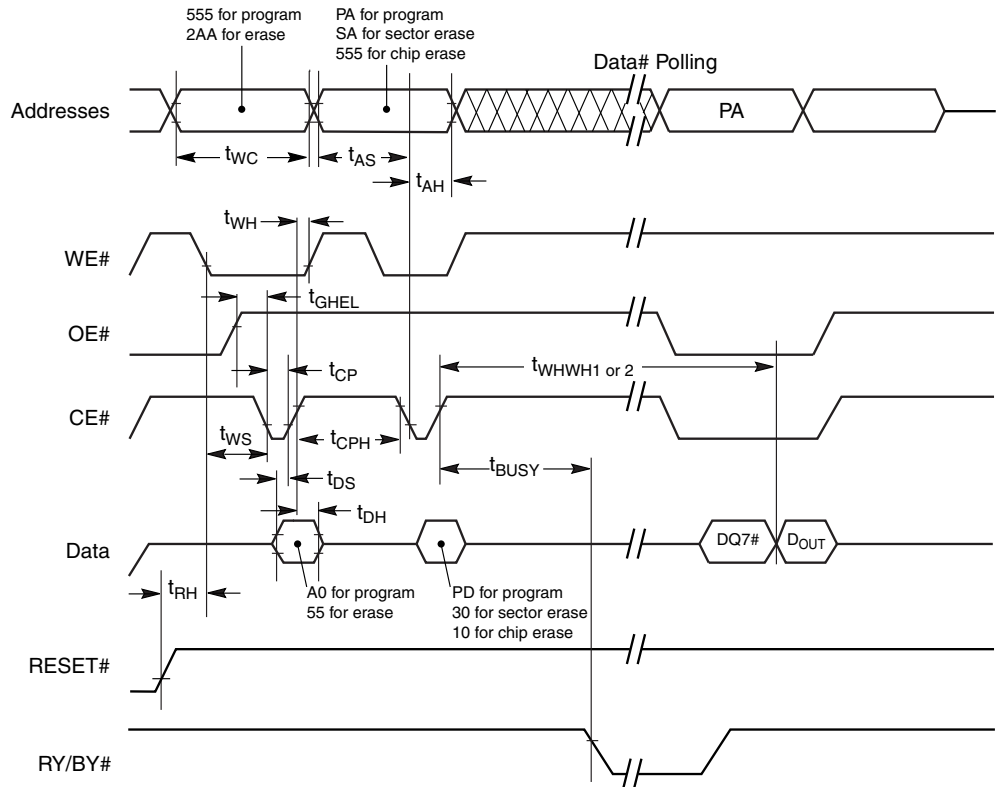 555 for program
2AA for erase
PA for program
SA for sector erase
555 for chip erase
Data# Polling
Addresses
PA
tWC
tAS
tAH
tWH
WE#
tGHEL
OE#
tWHWH1 or 2
tCP
CE#
tWS
tCPH
tBUSY
tDS
tDH
Data
DQ7#
DOUT
tRH
A0 for program
55 for erase
PD for program
30 for sector erase
10 for chip erase
RESET#
RY/BY#